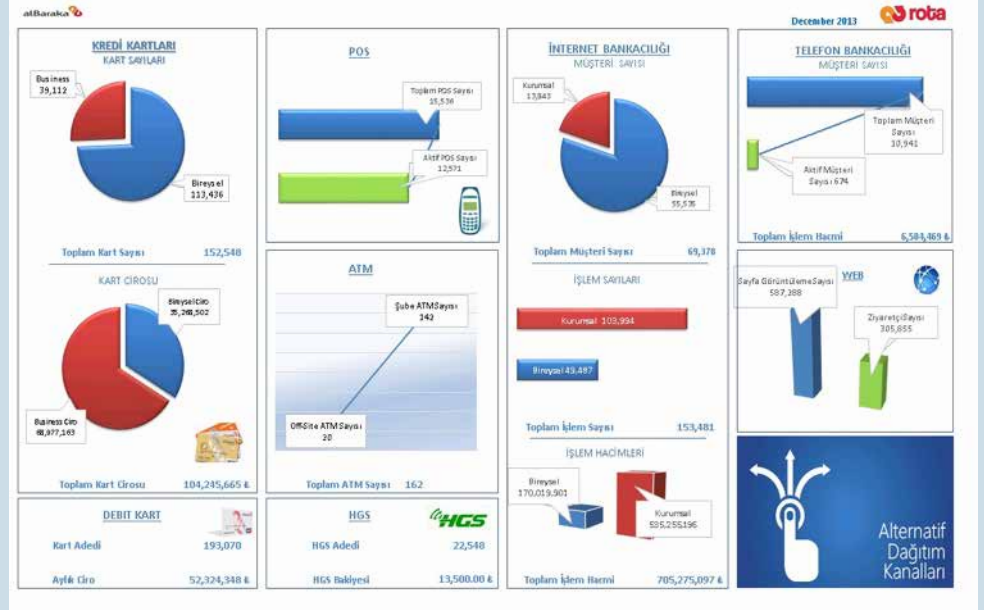 alBaraka
December 2013
rota
KREDİ KARTLARI
KART SAYILARI
Business
39,112
Bireysel
113,436
Toplam Kart Sayısı 152,548
KART CİROSU
Bireysel Ciro
35,268,502
Business Ciro
68,977,163
Toplam Kart Cirosu 104,245,665 ₺
DEBIT KART
Kart Adedi 193,070
Aylık Ciro 52,324,348 ₺
POS
Toplam POS Sayısı
15,536
Aktif POS Sayısı
12,571
ATM
Şube ATM Sayısı
142
Off-Site ATM Sayısı
20
Toplam ATM Sayısı 162
HGS
HGS
HGS Adedi 22,548
HGS Bakiyesi 13,500.00 ₺
İNTERNET BANKACILIĞI
MÜŞTERİ SAYISI
Kurumsal
13,843
Bireysel
55,535
Toplam Müşteri Sayısı 69,378
İŞLEM SAYILARI
Kurumsal 103,994
Bireysel 49,487
Toplam İşlem Sayısı 153,481
İŞLEM HACİMLERİ
Bireysel
170,019,901
Kurumsal
535,255,196
Toplam İşlem Hacmi 705,275,097 ₺
TELEFON BANKACILIĞI
MÜŞTERİ SAYISI
Toplam Müşteri
Sayısı
10,941
Aktif Müşteri
Sayısı 674
Toplam İşlem Hacmi 6,584,469 ₺
WEB
Sayfa Görüntüleme Sayısı
587,288
Ziyaretçi Sayısı
305,855
Alternatif
Dağıtım
Kanalları